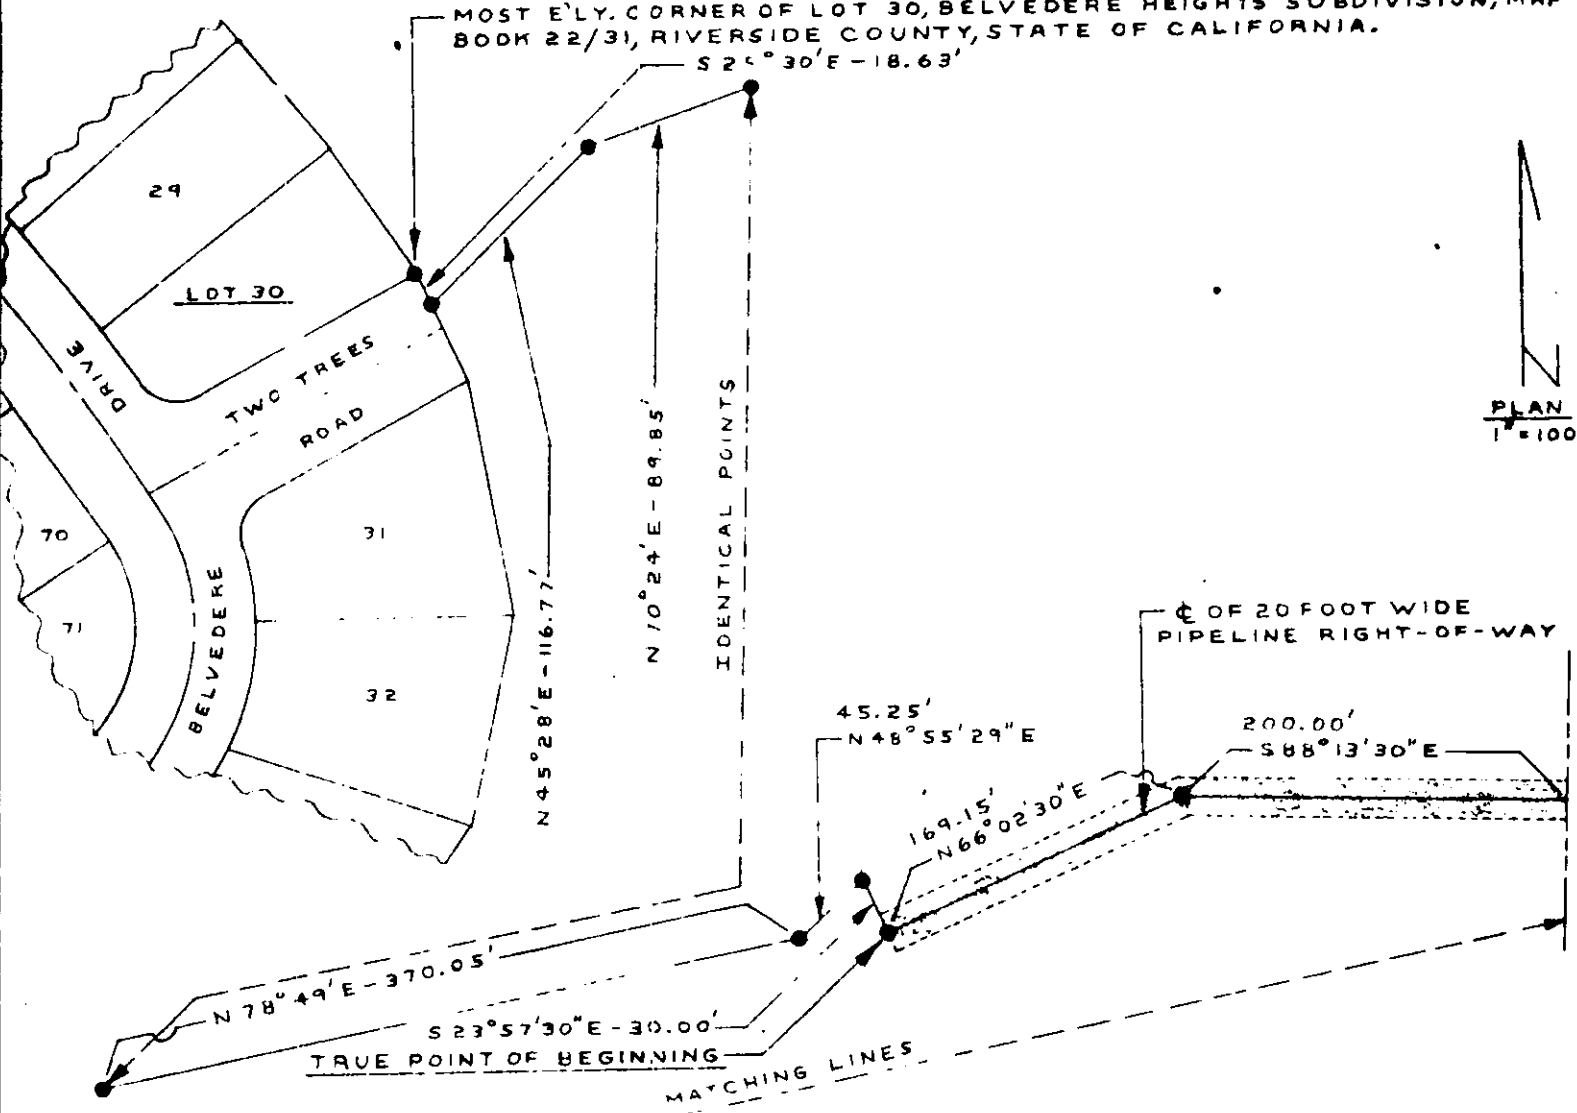 MOST E'LY. CORNER OF LOT 30, BELVEDERE HEIGHTS SUBDIVISION, MAP
BOOK 22/31, RIVERSIDE COUNTY, STATE OF CALIFORNIA.
30'E - 18.63'
29
LOT 30
DRIVE
TWO TREES
ROAD
N 10° 24' E - 89.85'
IDENTICAL POINTS
PLAN
1" = 100
70
31
71
BELVEDERE
32
N 45° 28' E - 116.77'
℄ OF 20 FOOT WIDE
PIPELINE RIGHT-OF-WAY
45.25'
N 48° 55' 29" E
200.00'
S 88° 13' 30" E
169.15'
N 66° 02' 30" E
N 78° 49' E - 370.05'
S 23° 57' 30" E - 30.00'
TRUE POINT OF BEGINNING
MATCHING LINES